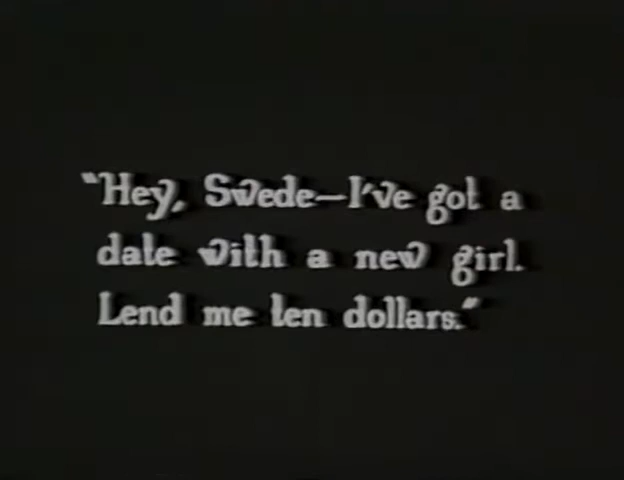 "Hey, Swede—I've got a
date with a new girl.
Lend me ten dollars."